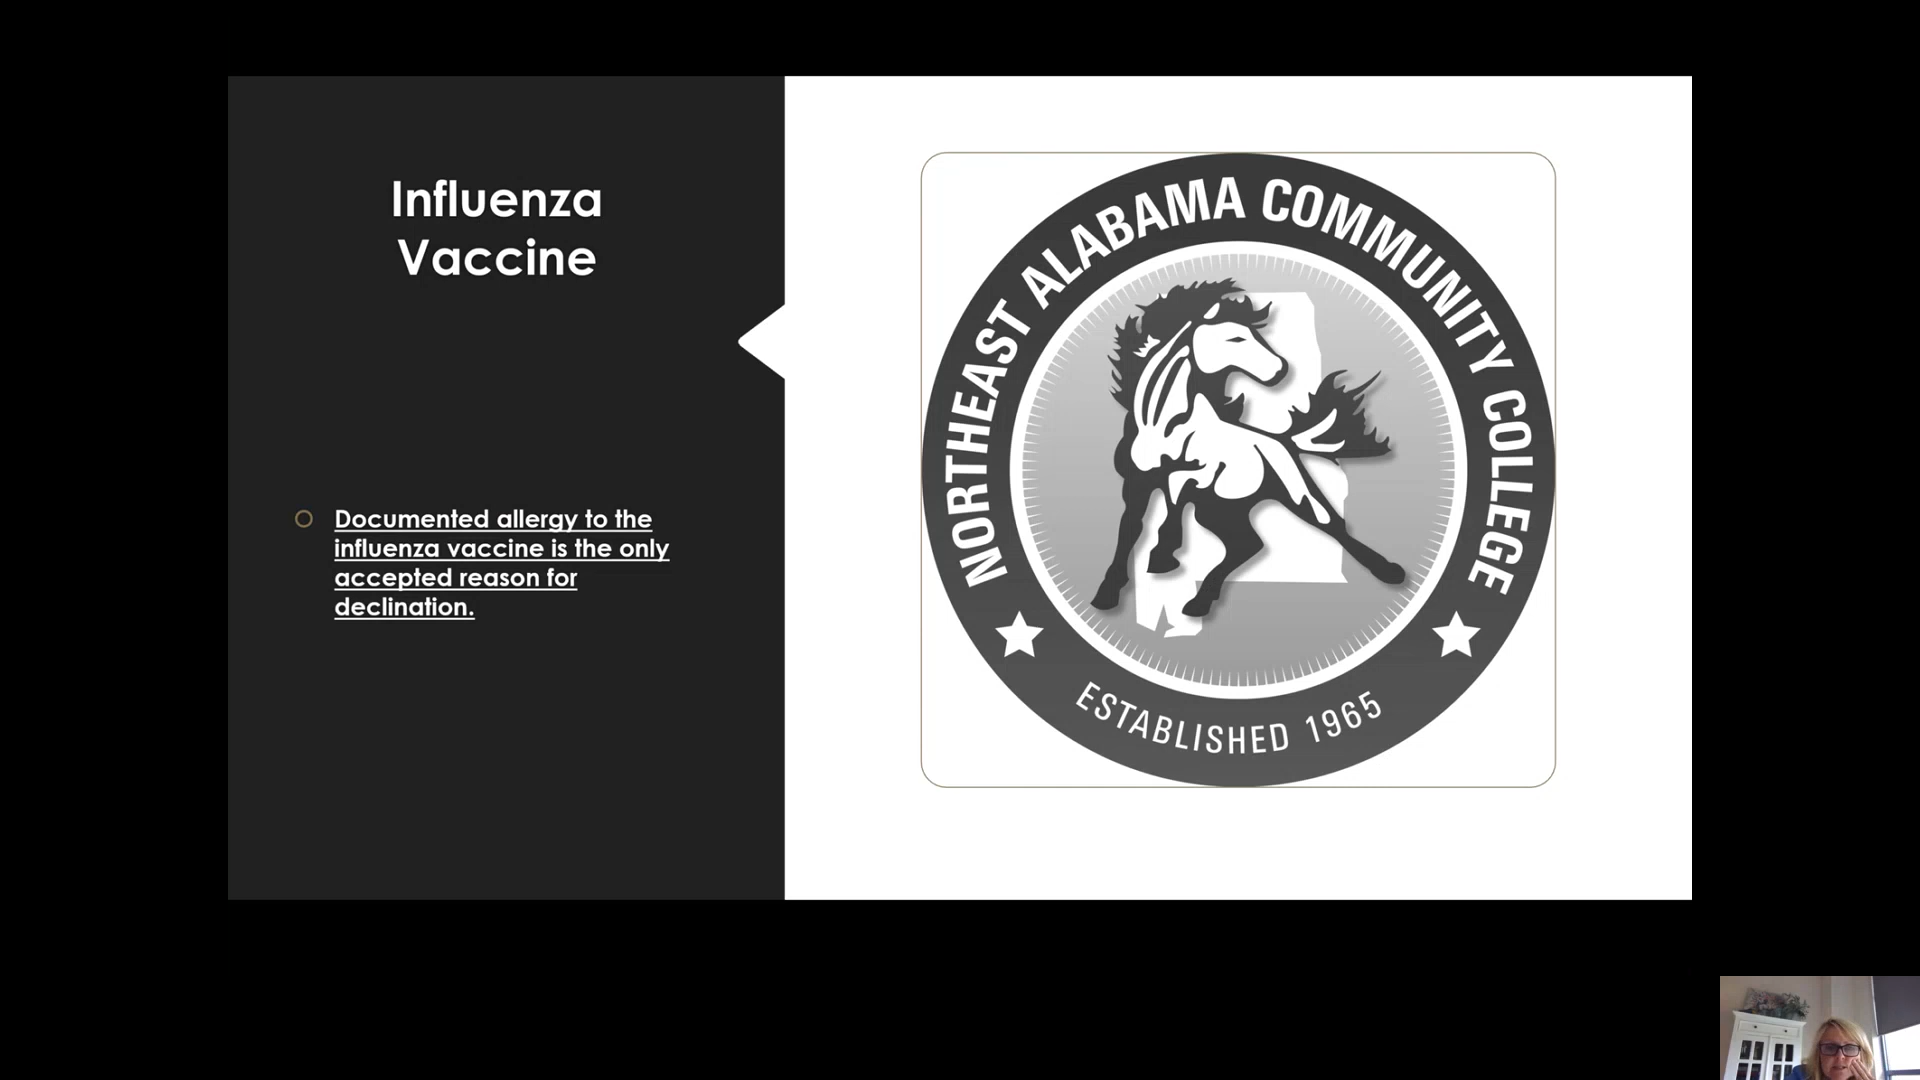 Influenza
Vaccine
Documented allergy to the
influenza vaccine is the only
accepted reason for
declination.
NORTHEAST ALABAMA COMMUNITY COLLEGE
ESTABLISHED 1965